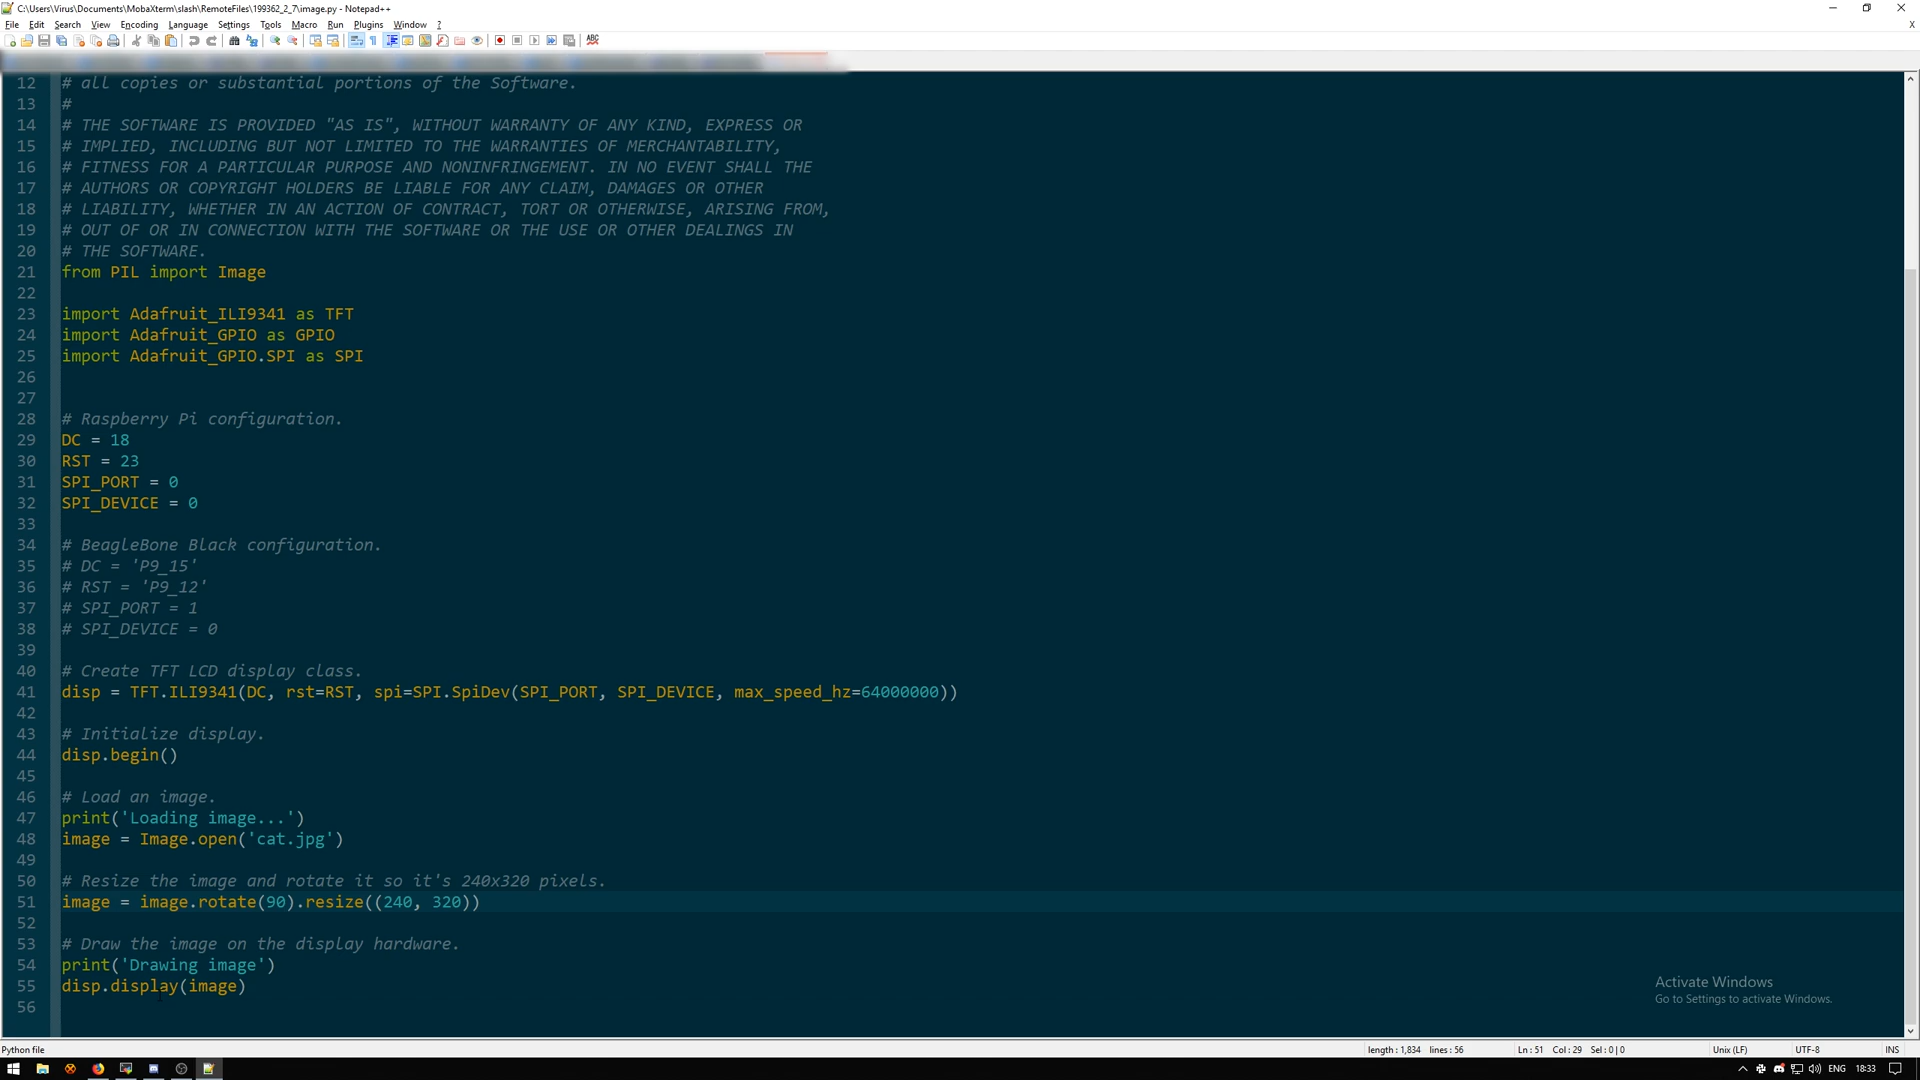 C:\Users\Virus\Documents\MobaXterm\slash\RemoteFiles\199362_2_7\image.py - Notepad++
File Edit Search View Encoding Language Settings Tools Macro Run Plugins Window ? X
12 # all copies or substantial portions of the Software.
13 #
14 # THE SOFTWARE IS PROVIDED "AS IS", WITHOUT WARRANTY OF ANY KIND, EXPRESS OR
15 # IMPLIED, INCLUDING BUT NOT LIMITED TO THE WARRANTIES OF MERCHANTABILITY,
16 # FITNESS FOR A PARTICULAR PURPOSE AND NONINFRINGEMENT. IN NO EVENT SHALL THE
17 # AUTHORS OR COPYRIGHT HOLDERS BE LIABLE FOR ANY CLAIM, DAMAGES OR OTHER
18 # LIABILITY, WHETHER IN AN ACTION OF CONTRACT, TORT OR OTHERWISE, ARISING FROM,
19 # OUT OF OR IN CONNECTION WITH THE SOFTWARE OR THE USE OR OTHER DEALINGS IN
20 # THE SOFTWARE.
21 from PIL import Image
22
23 import Adafruit_ILI9341 as TFT
24 import Adafruit_GPIO as GPIO
25 import Adafruit_GPIO.SPI as SPI
26
27
28 # Raspberry Pi configuration.
29 DC = 18
30 RST = 23
31 SPI_PORT = 0
32 SPI_DEVICE = 0
33
34 # BeagleBone Black configuration.
35 # DC = 'P9_15'
36 # RST = 'P9_12'
37 # SPI_PORT = 1
38 # SPI_DEVICE = 0
39
40 # Create TFT LCD display class.
41 disp = TFT.ILI9341(DC, rst=RST, spi=SPI.SpiDev(SPI_PORT, SPI_DEVICE, max_speed_hz=64000000))
42
43 # Initialize display.
44 disp.begin()
45
46 # Load an image.
47 print('Loading image...')
48 image = Image.open('cat.jpg')
49
50 # Resize the image and rotate it so it's 240x320 pixels.
51 image = image.rotate(90).resize((240, 320))
52
53 # Draw the image on the display hardware.
54 print('Drawing image')
55 disp.display(image)
56
Activate Windows
Go to Settings to activate Windows.
Python file length : 1,834 lines : 56 Ln : 51 Col : 29 Sel : 0 | 0 Unix (LF) UTF-8 INS
ENG 18:33